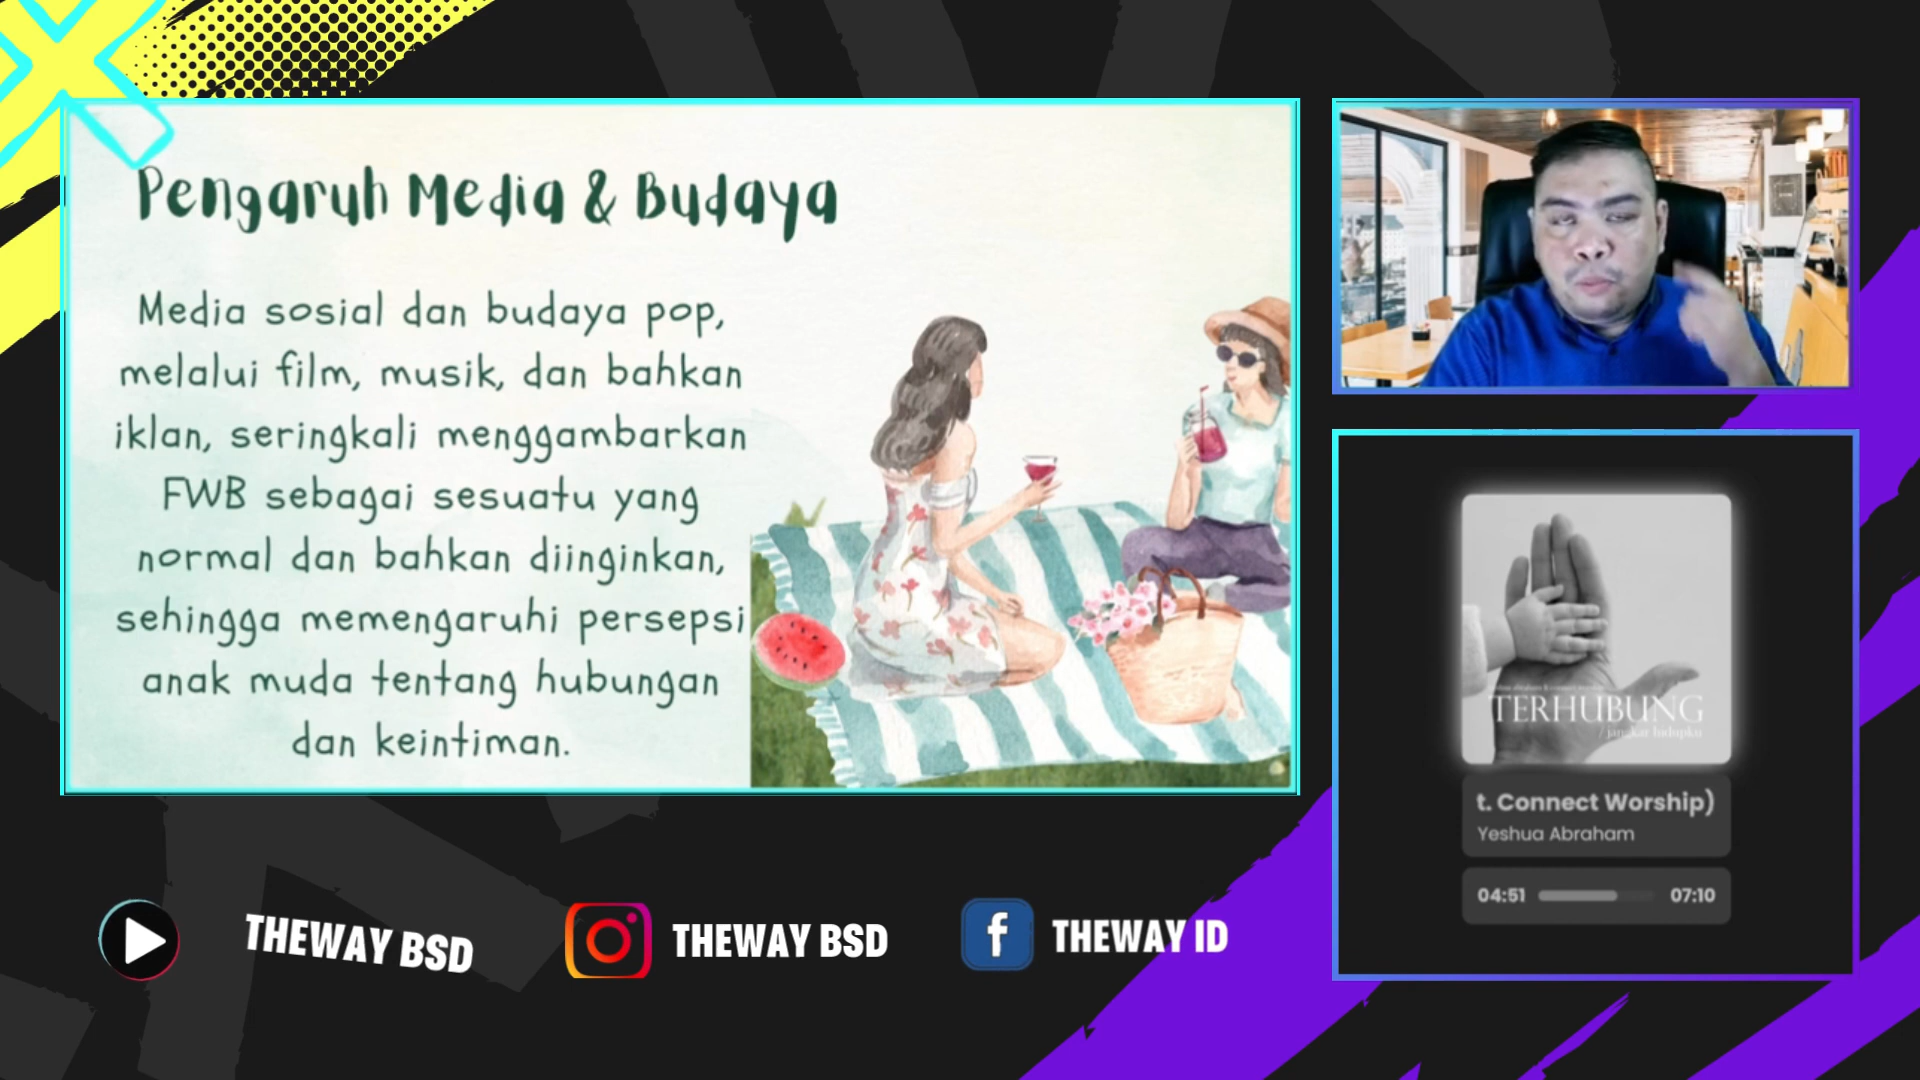 Pengaruh Media & Budaya
Media sosial dan budaya pop,
melalui film, musik, dan bahkan
iklan, seringkali menggambarkan
FWB sebagai sesuatu yang
normal dan bahkan diinginkan,
sehingga memengaruhi persepsi
anak muda tentang hubungan
dan keintiman.
TERHUBUNG
/ jangkar hidupku
t. Connect Worship)
Yeshua Abraham
04:51 07:10
THEWAY BSD
THEWAY BSD
THEWAY ID